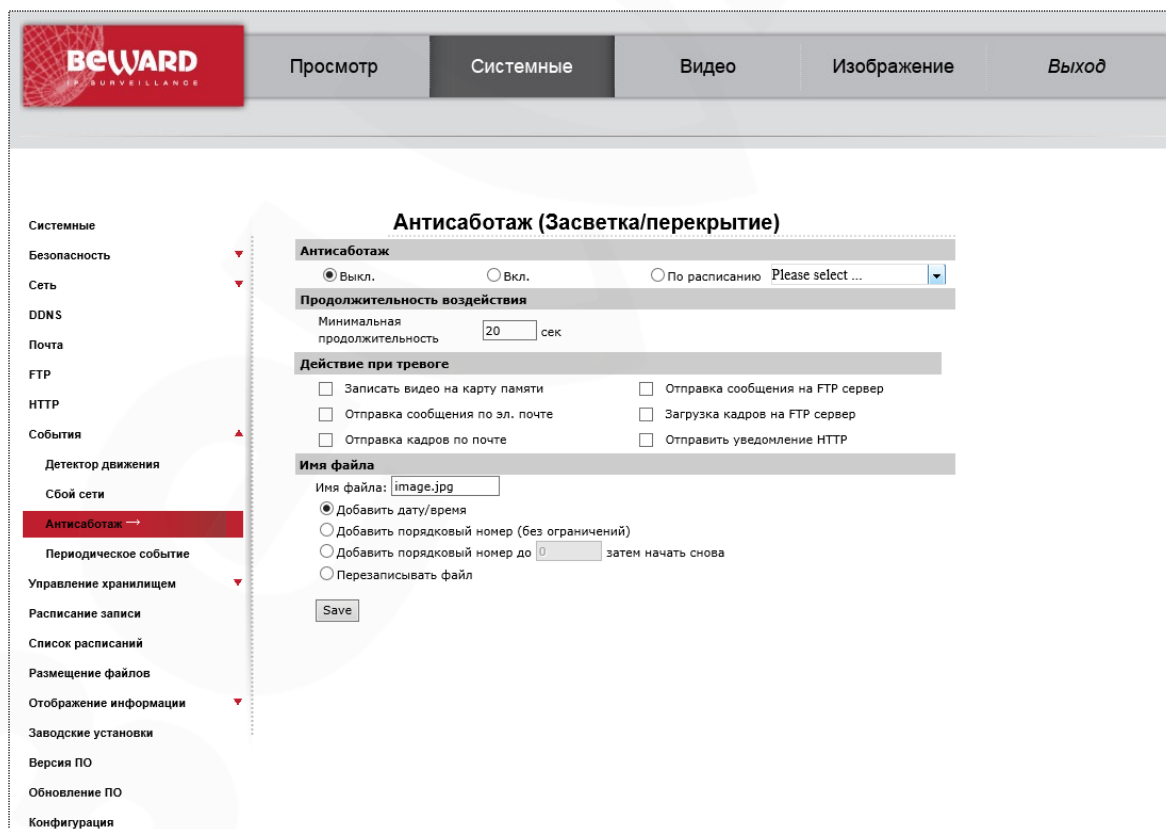 BEWARD
IP SURVEILLANCE
Просмотр
Системные
Видео
Изображение
Выход
Системные
Безопасность
Сеть
DDNS
Почта
FTP
HTTP
События
Детектор движения
Сбой сети
Антисаботаж →
Периодическое событие
Управление хранилищем
Расписание записи
Список расписаний
Размещение файлов
Отображение информации
Заводские установки
Версия ПО
Обновление ПО
Конфигурация
Антисаботаж (Засветка/перекрытие)
Антисаботаж
Выкл. Вкл. По расписанию Please select ...
Продолжительность воздействия
Минимальная
продолжительность 20 сек
Действие при тревоге
Записать видео на карту памяти Отправка сообщения на FTP сервер
Отправка сообщения по эл. почте Загрузка кадров на FTP сервер
Отправка кадров по почте Отправить уведомление HTTP
Имя файла
Имя файла: image.jpg
Добавить дату/время
Добавить порядковый номер (без ограничений)
Добавить порядковый номер до 0 затем начать снова
Перезаписывать файл
Save